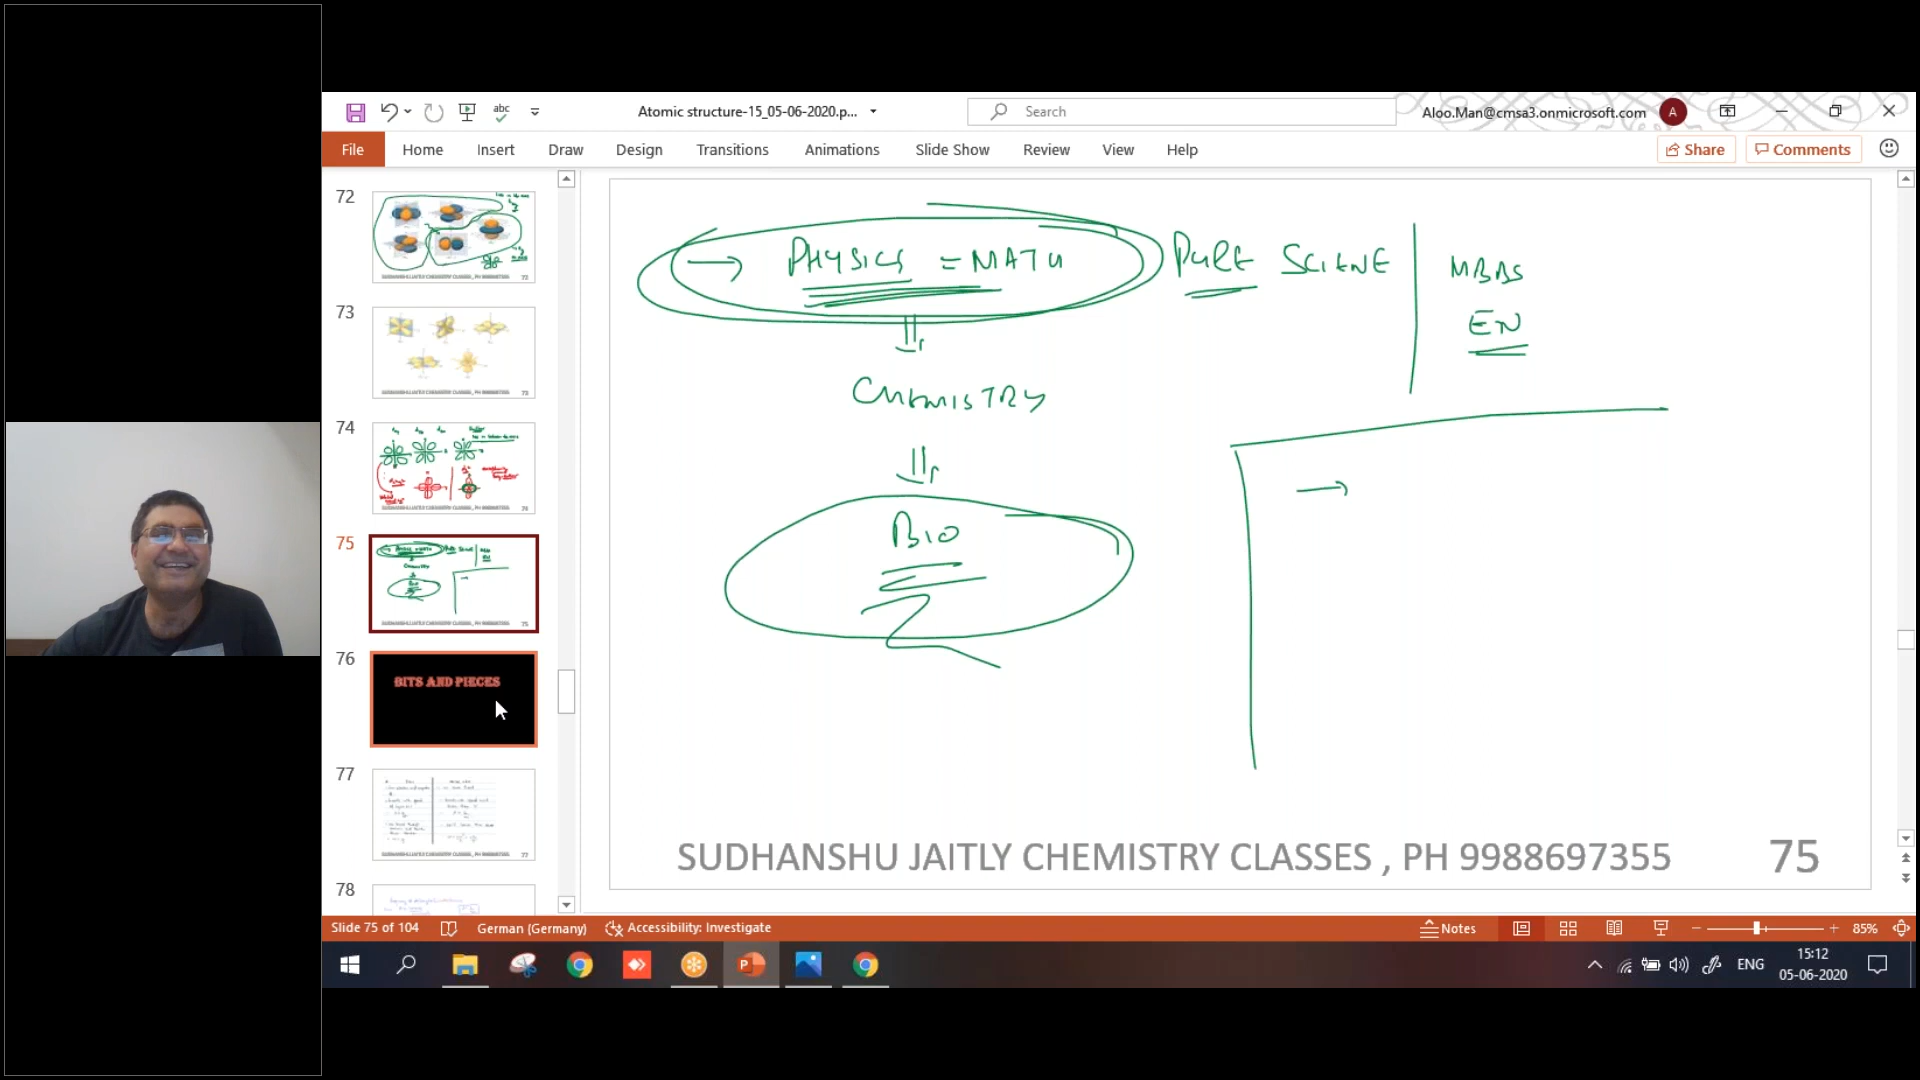 Atomic structure-15_05-06-2020.p...
Search
Aloo.Man@cmsa3.onmicrosoft.com
A
abc
File
Home
Insert
Draw
Design
Transitions
Animations
Slide Show
Review
View
Help
Share
Comments
72
73
74
75
76
BITS AND PIECES
77
78
→ PHYSICS = MATH
PURE SCIENE
MBBS
EN
CHEMISTRY
BIO
→
SUDHANSHU JAITLY CHEMISTRY CLASSES , PH 9988697355
75
Slide 75 of 104
German (Germany)
Accessibility: Investigate
Notes
85%
ENG
15:12
05-06-2020